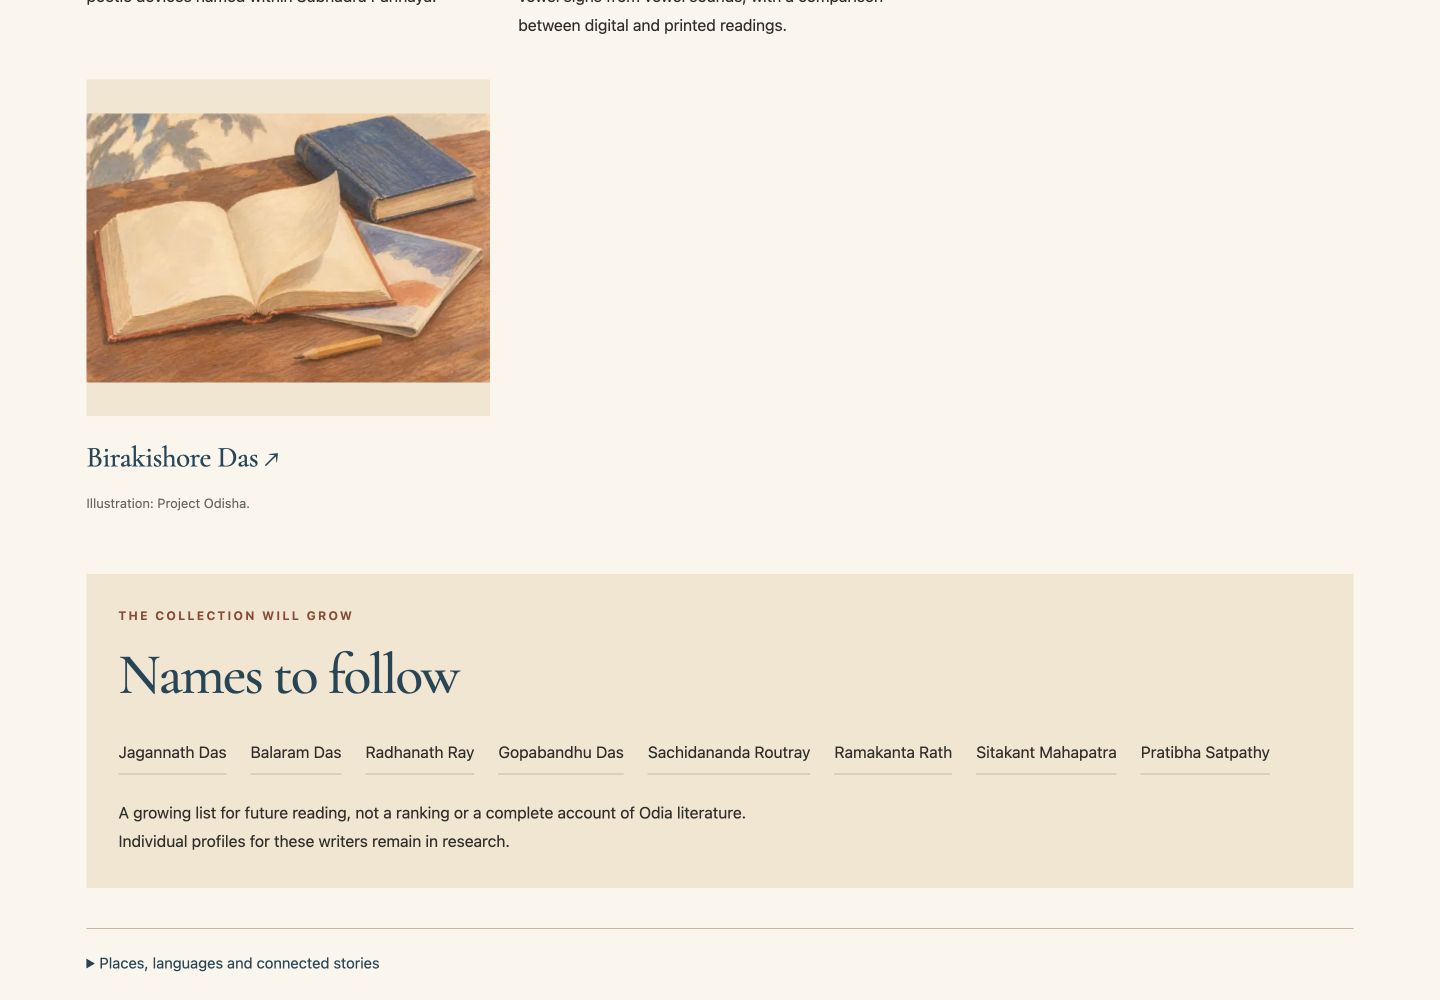 between digital and printed readings.
Birakishore Das ↗
Illustration: Project Odisha.
THE COLLECTION WILL GROW
Names to follow
Jagannath Das Balaram Das Radhanath Ray Gopabandhu Das Sachidananda Routray Ramakanta Rath Sitakant Mahapatra Pratibha Satpathy
A growing list for future reading, not a ranking or a complete account of Odia literature.
Individual profiles for these writers remain in research.
▶ Places, languages and connected stories